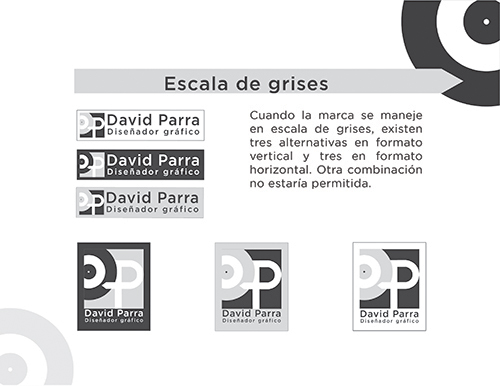 Escala de grises
David Parra
Diseñador gráfico
David Parra
Diseñador gráfico
David Parra
Diseñador gráfico
Cuando la marca se maneje
en escala de grises, existen
tres alternativas en formato
vertical y tres en formato
horizontal. Otra combinación
no estaría permitida.
David Parra
Diseñador gráfico
David Parra
Diseñador gráfico
David Parra
Diseñador gráfico